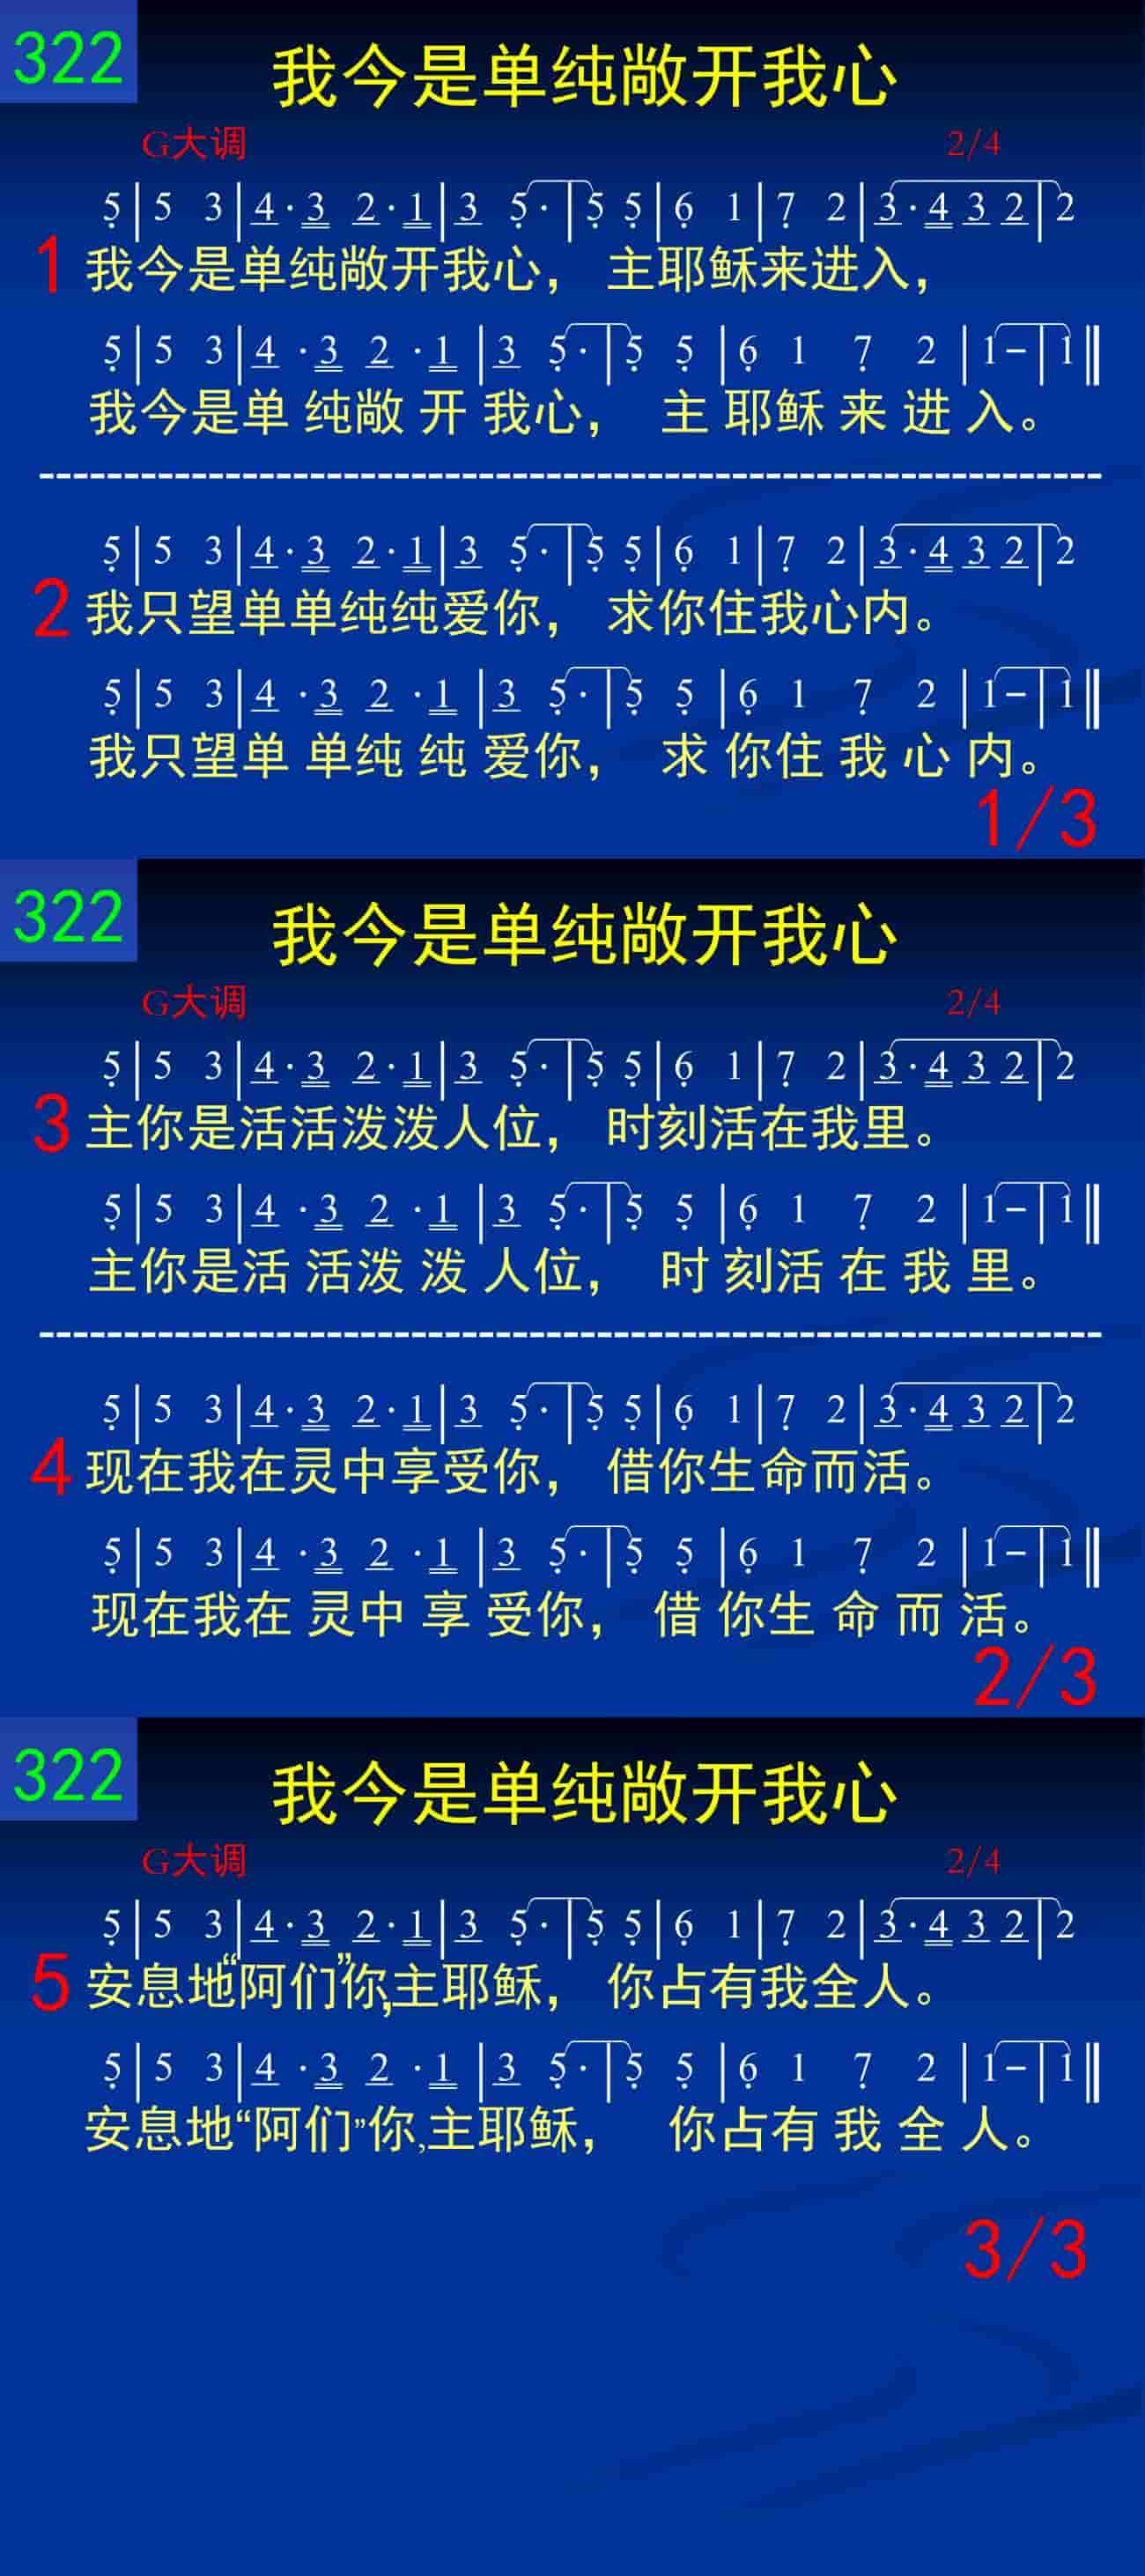 322
我今是单纯敞开我心
G大调 2/4
5|5 3|4·3 2·1|3 5·|5 5|6 1|7 2|3·4 3 2|2
1 我今是单纯敞开我心， 主耶稣来进入，
5|5 3|4·3 2·1|3 5·|5 5|6 1 7 2|1-|1‖
我今是单纯敞开我心， 主耶稣来进入。
5|5 3|4·3 2·1|3 5·|5 5|6 1|7 2|3·4 3 2|2
2 我只望单单纯纯爱你， 求你住我心内。
5|5 3|4·3 2·1|3 5·|5 5|6 1 7 2|1-|1‖
我只望单单纯纯爱你， 求你住我心内。
1/3
322
我今是单纯敞开我心
G大调 2/4
5|5 3|4·3 2·1|3 5·|5 5|6 1|7 2|3·4 3 2|2
3 主你是活活泼泼人位， 时刻活在我里。
5|5 3|4·3 2·1|3 5·|5 5|6 1 7 2|1-|1‖
主你是活活泼泼人位， 时刻活在我里。
5|5 3|4·3 2·1|3 5·|5 5|6 1|7 2|3·4 3 2|2
4 现在我在灵中享受你， 借你生命而活。
5|5 3|4·3 2·1|3 5·|5 5|6 1 7 2|1-|1‖
现在我在灵中享受你， 借你生命而活。
2/3
322
我今是单纯敞开我心
G大调 2/4
5|5 3|4·3 2·1|3 5·|5 5|6 1|7 2|3·4 3 2|2
5 安息地“阿们”你,主耶稣， 你占有我全人。
5|5 3|4·3 2·1|3 5·|5 5|6 1 7 2|1-|1‖
安息地“阿们”你,主耶稣， 你占有我全人。
3/3